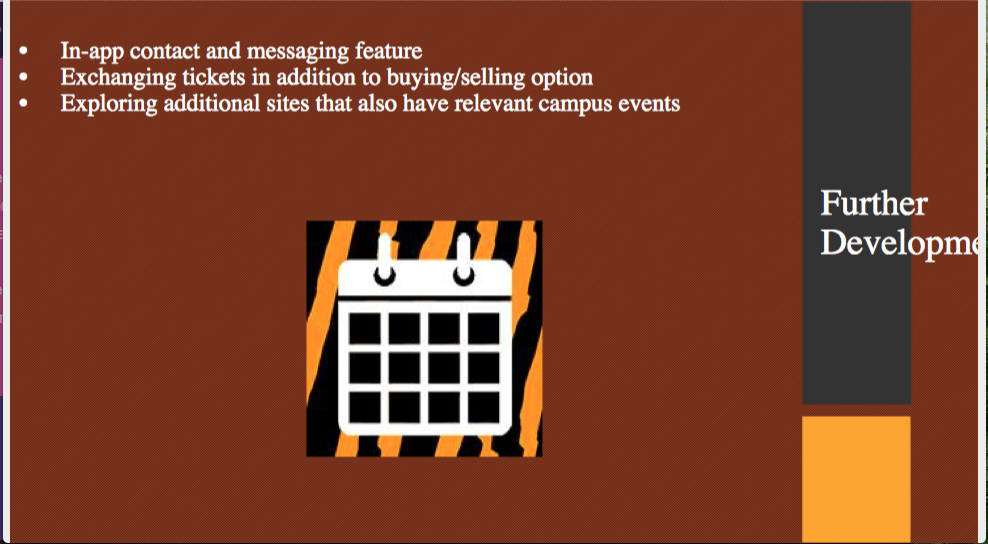 • In-app contact and messaging feature
• Exchanging tickets in addition to buying/selling option
• Exploring additional sites that also have relevant campus events
Further
Developme